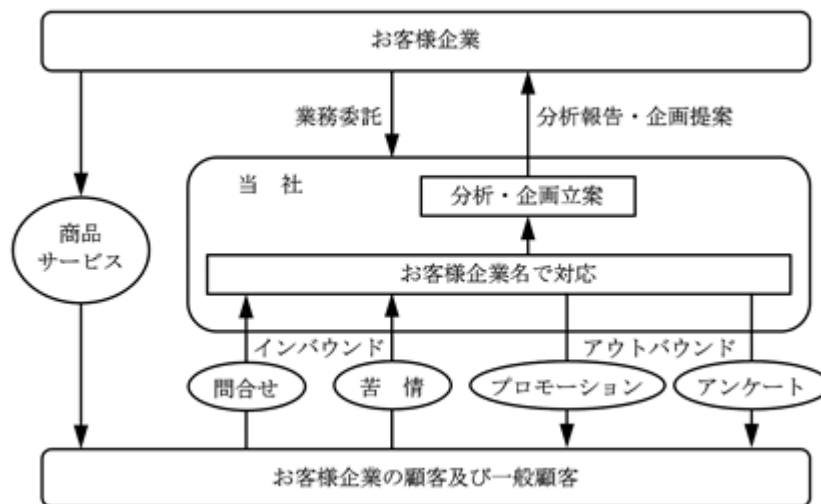 お客様企業
業務委託
分析報告・企画提案
当 社
分析・企画立案
商品
サービス
お客様企業名で対応
インバウンド
アウトバウンド
問合せ
苦 情
プロモーション
アンケート
お客様企業の顧客及び一般顧客